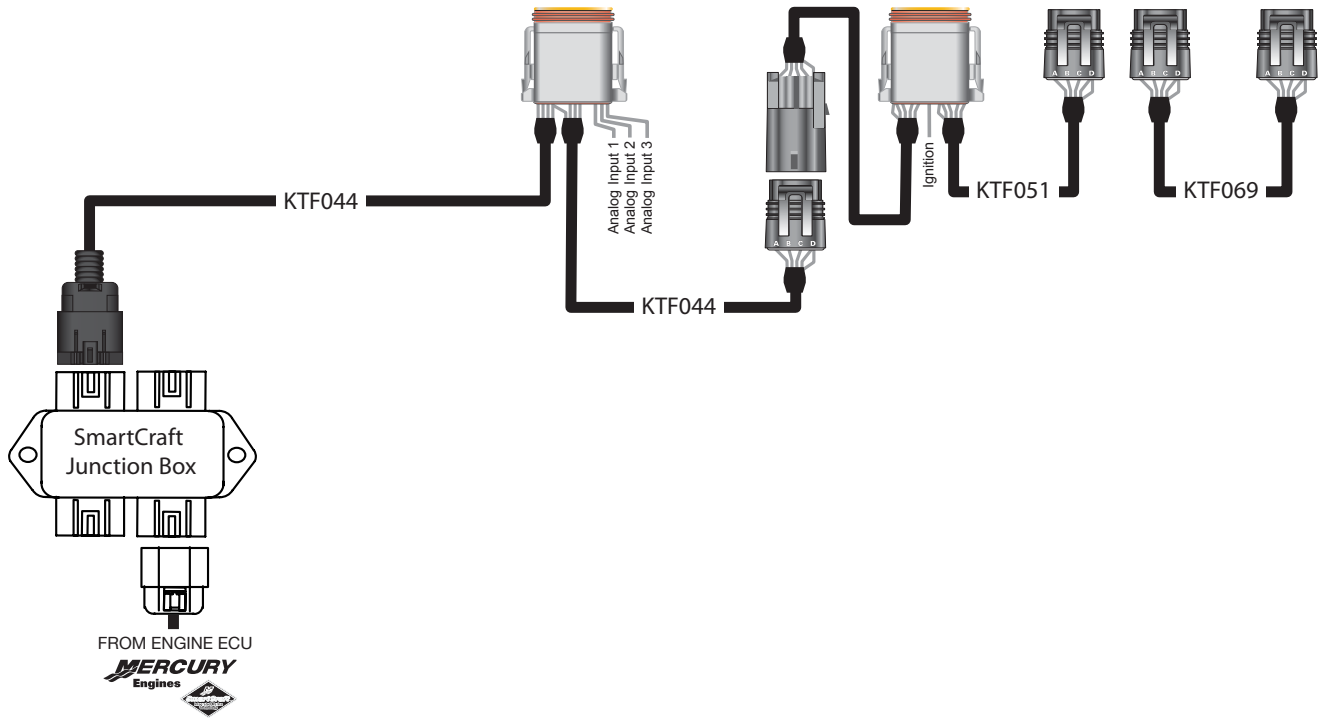 Analog Input 1
Analog Input 2
Analog Input 3
Ignition
A B C D
A B C D
A B C D
KTF044
KTF051
KTF069
A B C D
KTF044
SmartCraft
Junction Box
FROM ENGINE ECU
MERCURY
Engines
SmartCraft